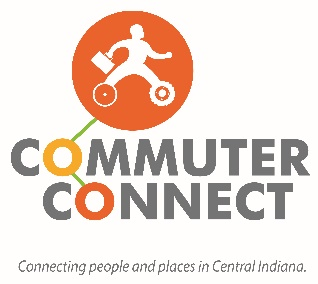 COMMUTER
CONNECT
Connecting people and places in Central Indiana.